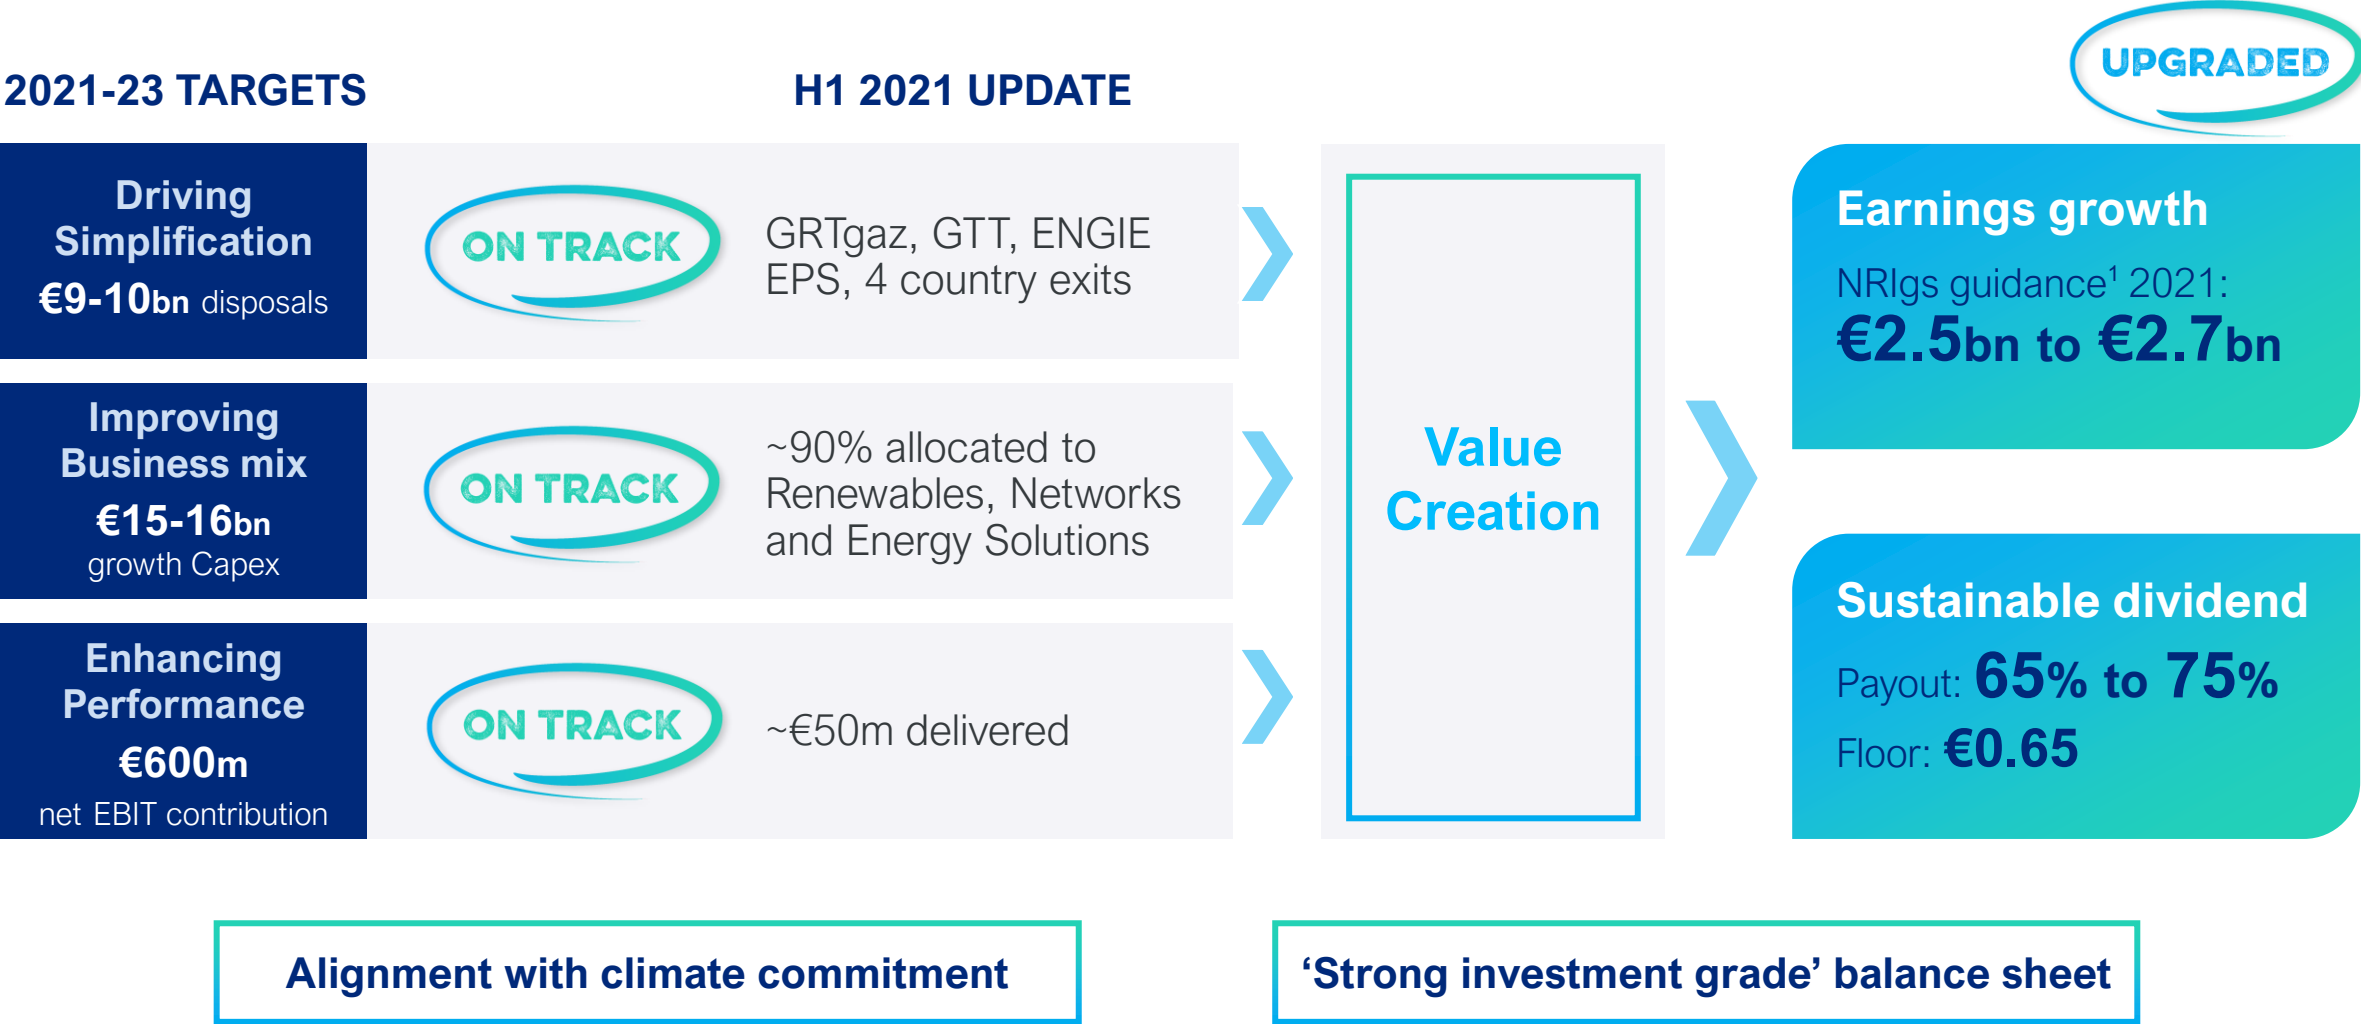 2021-23 TARGETS
H1 2021 UPDATE
UPGRADED
Driving
Simplification
€9-10bn disposals
ON TRACK
GRTgaz, GTT, ENGIE
EPS, 4 country exits
Improving
Business mix
€15-16bn
growth Capex
ON TRACK
~90% allocated to
Renewables, Networks
and Energy Solutions
Enhancing
Performance
€600m
net EBIT contribution
ON TRACK
~€50m delivered
Value
Creation
Earnings growth
NRIgs guidance¹ 2021:
€2.5bn to €2.7bn
Sustainable dividend
Payout: 65% to 75%
Floor: €0.65
Alignment with climate commitment
‘Strong investment grade’ balance sheet